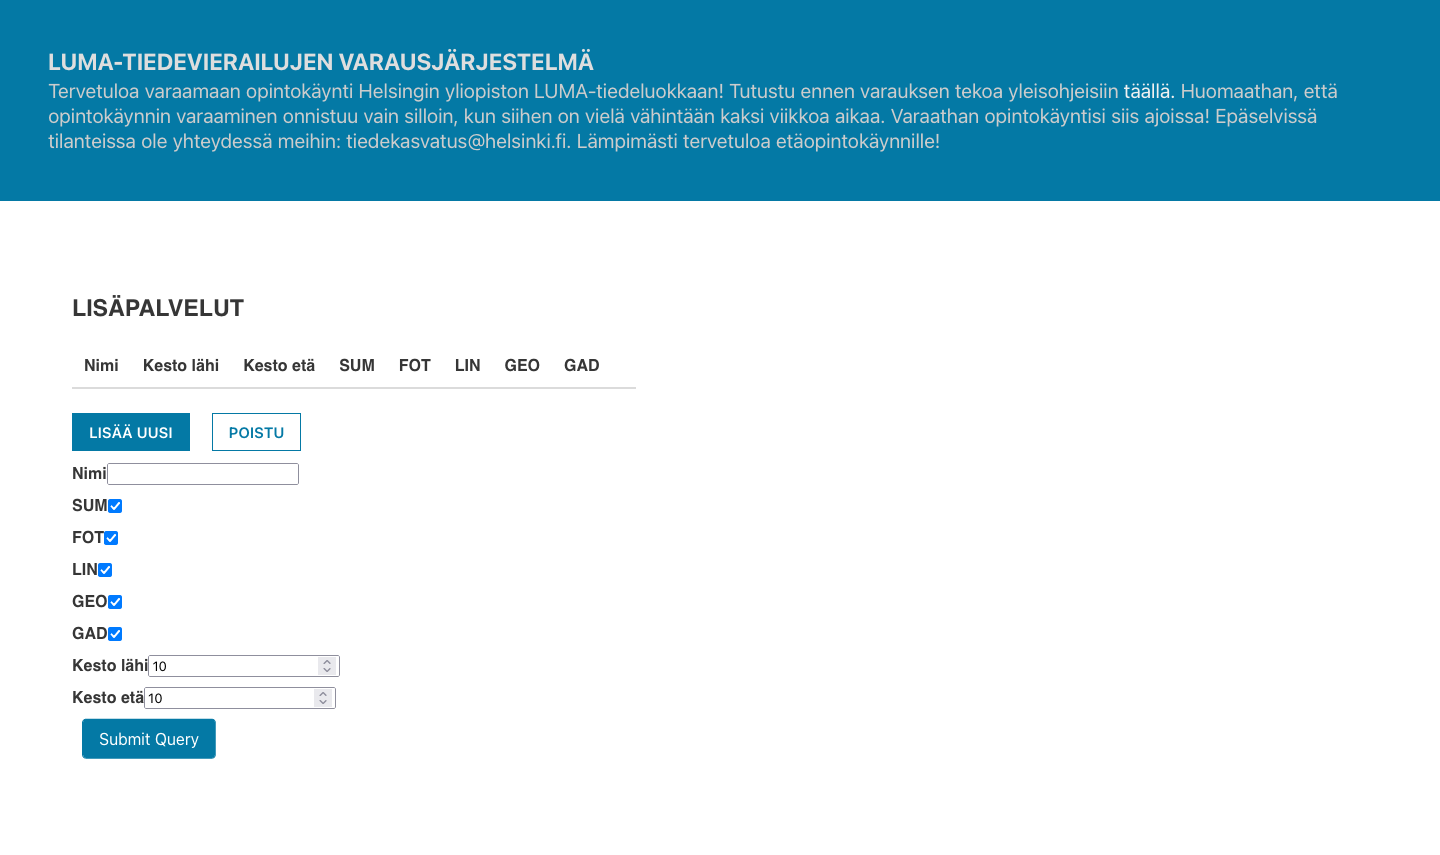 LUMA-TIEDEVIERAILUJEN VARAUSJÄRJESTELMÄ
Tervetuloa varaamaan opintokäynti Helsingin yliopiston LUMA-tiedeluokkaan! Tutustu ennen varauksen tekoa yleisohjeisiin täällä. Huomaathan, että
opintokäynnin varaaminen onnistuu vain silloin, kun siihen on vielä vähintään kaksi viikkoa aikaa. Varaathan opintokäyntisi siis ajoissa! Epäselvissä
tilanteissa ole yhteydessä meihin: tiedekasvatus@helsinki.fi. Lämpimästi tervetuloa etäopintokäynnille!
LISÄPALVELUT
Nimi Kesto lähi Kesto etä SUM FOT LIN GEO GAD
LISÄÄ UUSI POISTU
Nimi
SUM
FOT
LIN
GEO
GAD
Kesto lähi 10
Kesto etä 10
Submit Query